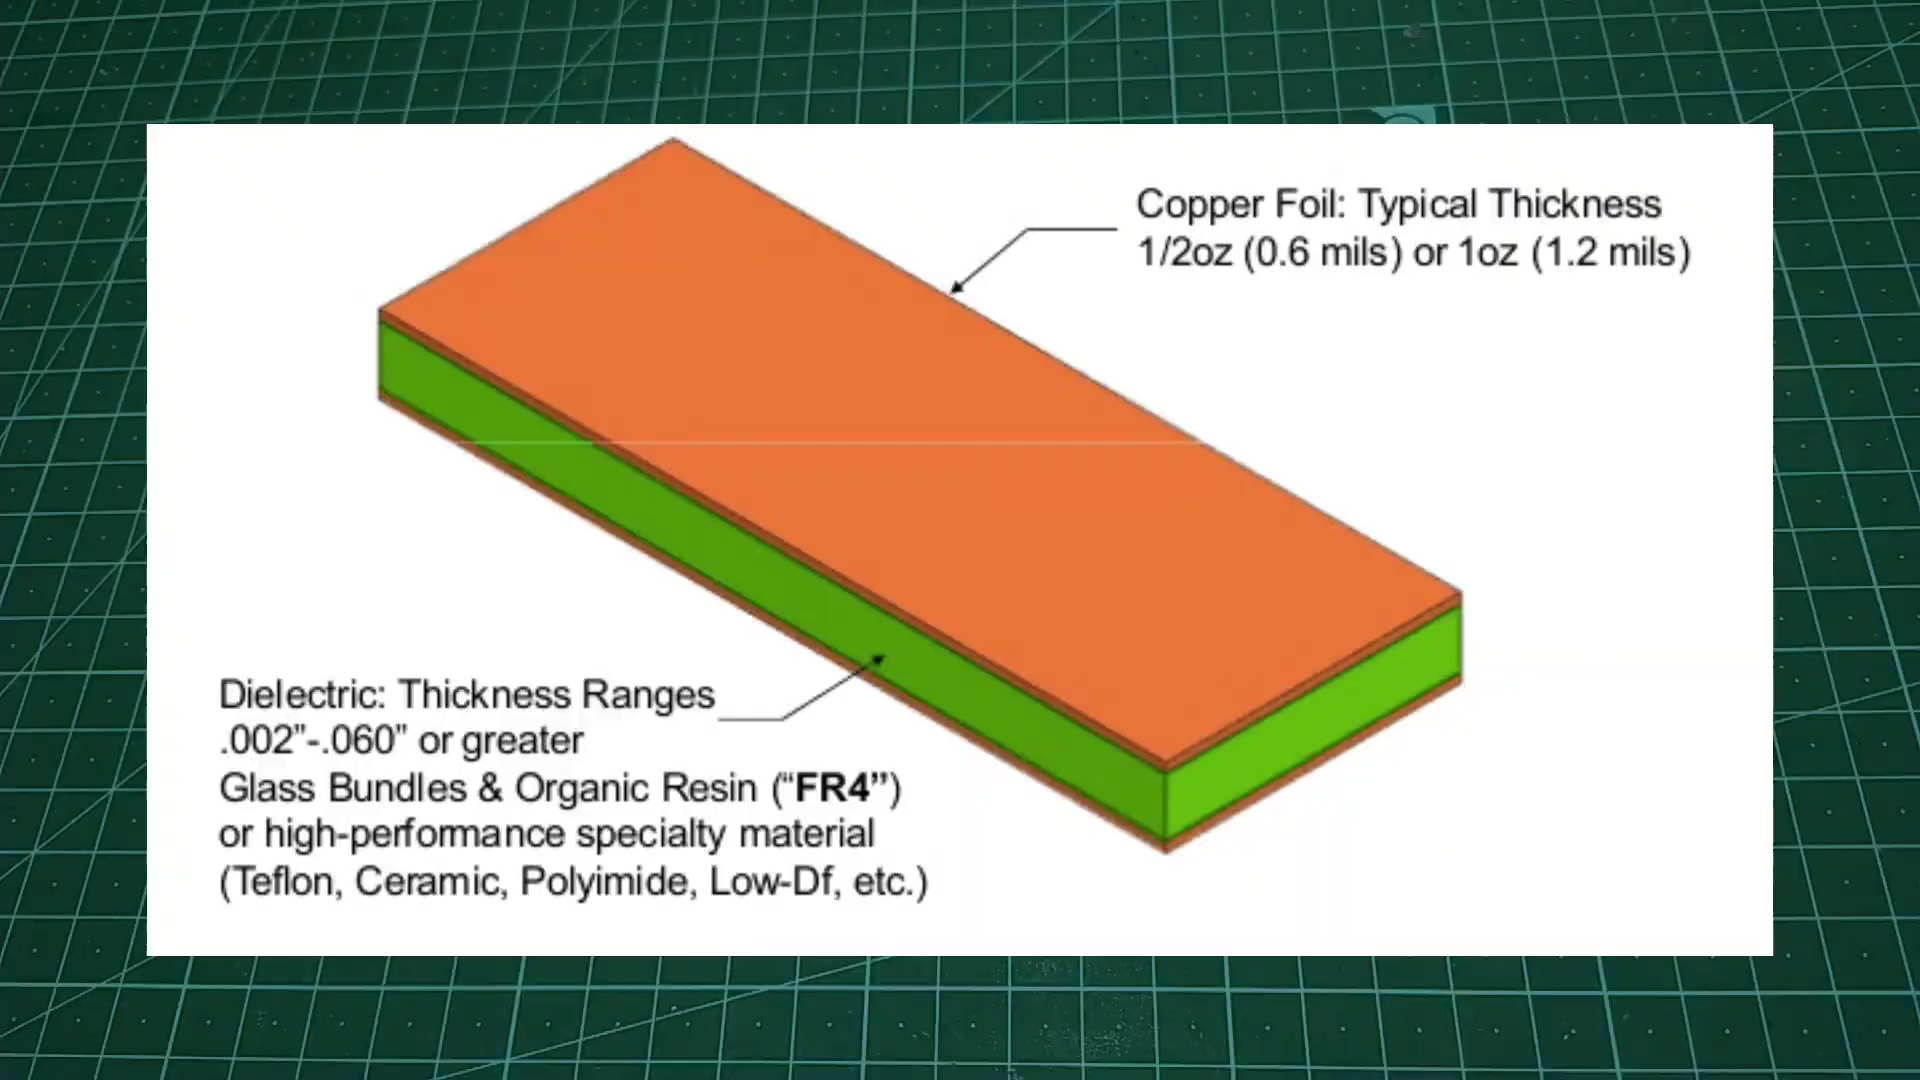 Copper Foil: Typical Thickness
1/2oz (0.6 mils) or 1oz (1.2 mils)
Dielectric: Thickness Ranges
.002”-.060” or greater
Glass Bundles & Organic Resin (“FR4”)
or high-performance specialty material
(Teflon, Ceramic, Polyimide, Low-Df, etc.)